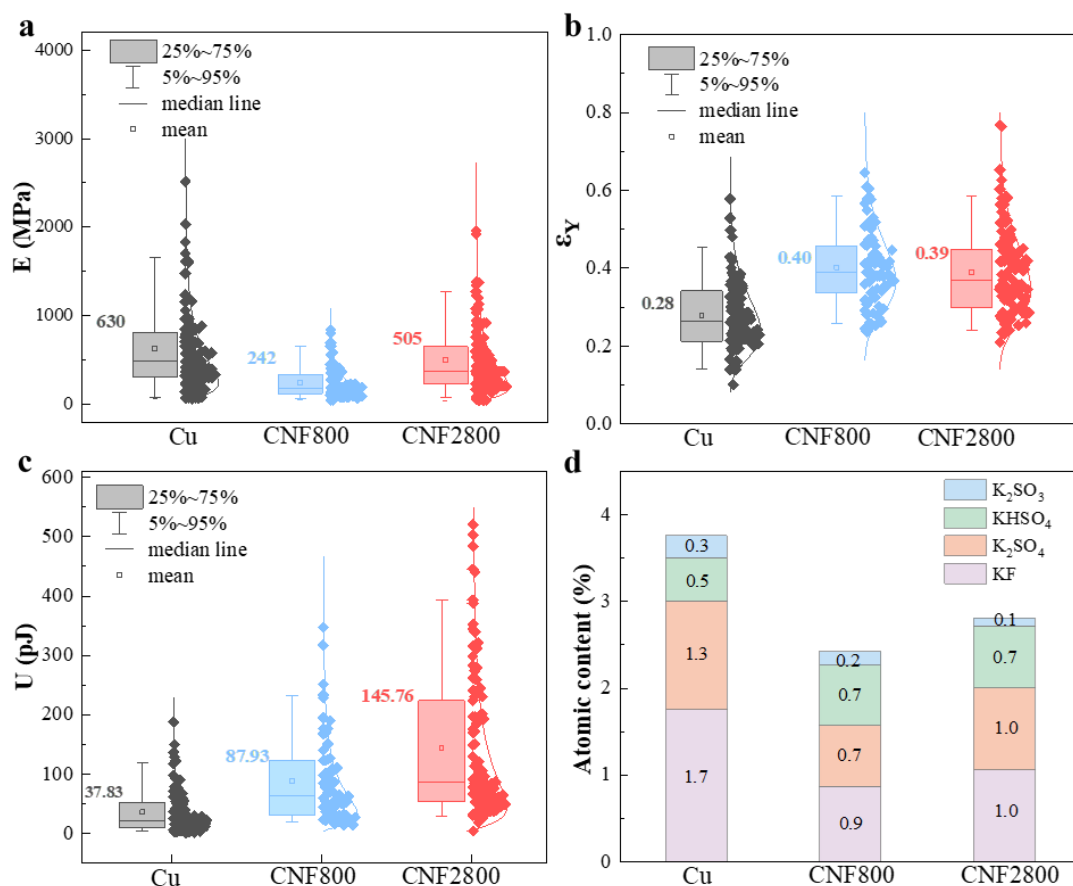 a
4000
3000
2000
1000
0
E (MPa)
25%~75%
5%~95%
median line
mean
630
242
505
Cu
CNF800
CNF2800
b
1.0
0.8
0.6
0.4
0.2
0.0
ε_Y
25%~75%
5%~95%
median line
mean
0.28
0.40
0.39
Cu
CNF800
CNF2800
c
600
500
400
300
200
100
0
U (pJ)
25%~75%
5%~95%
median line
mean
37.83
87.93
145.76
Cu
CNF800
CNF2800
d
4
3
2
1
0
Atomic content (%)
K₂SO₃
KHSO₄
K₂SO₄
KF
0.3
0.5
1.3
1.7
0.2
0.7
0.7
0.9
0.1
0.7
1.0
1.0
Cu
CNF800
CNF2800